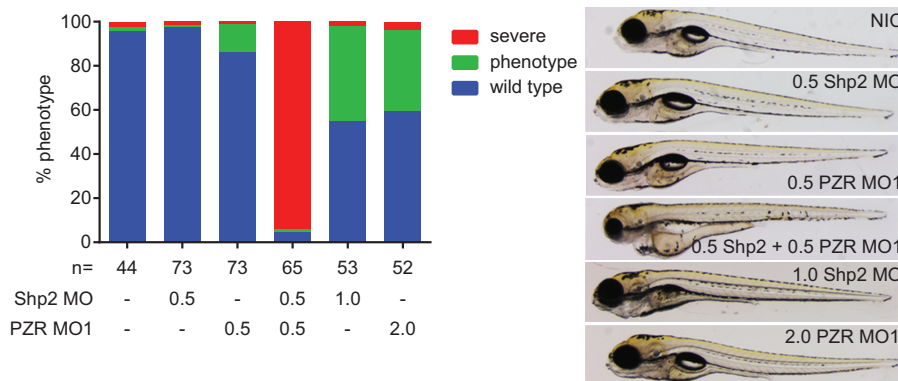 100
80
60
40
20
0
% phenotype
severe
phenotype
wild type
n= 44 73 73 65 53 52
Shp2 MO - 0.5 - 0.5 1.0 -
PZR MO1 - - 0.5 0.5 - 2.0
NIC
0.5 Shp2 MO
0.5 PZR MO1
0.5 Shp2 + 0.5 PZR MO1
1.0 Shp2 MO
2.0 PZR MO1